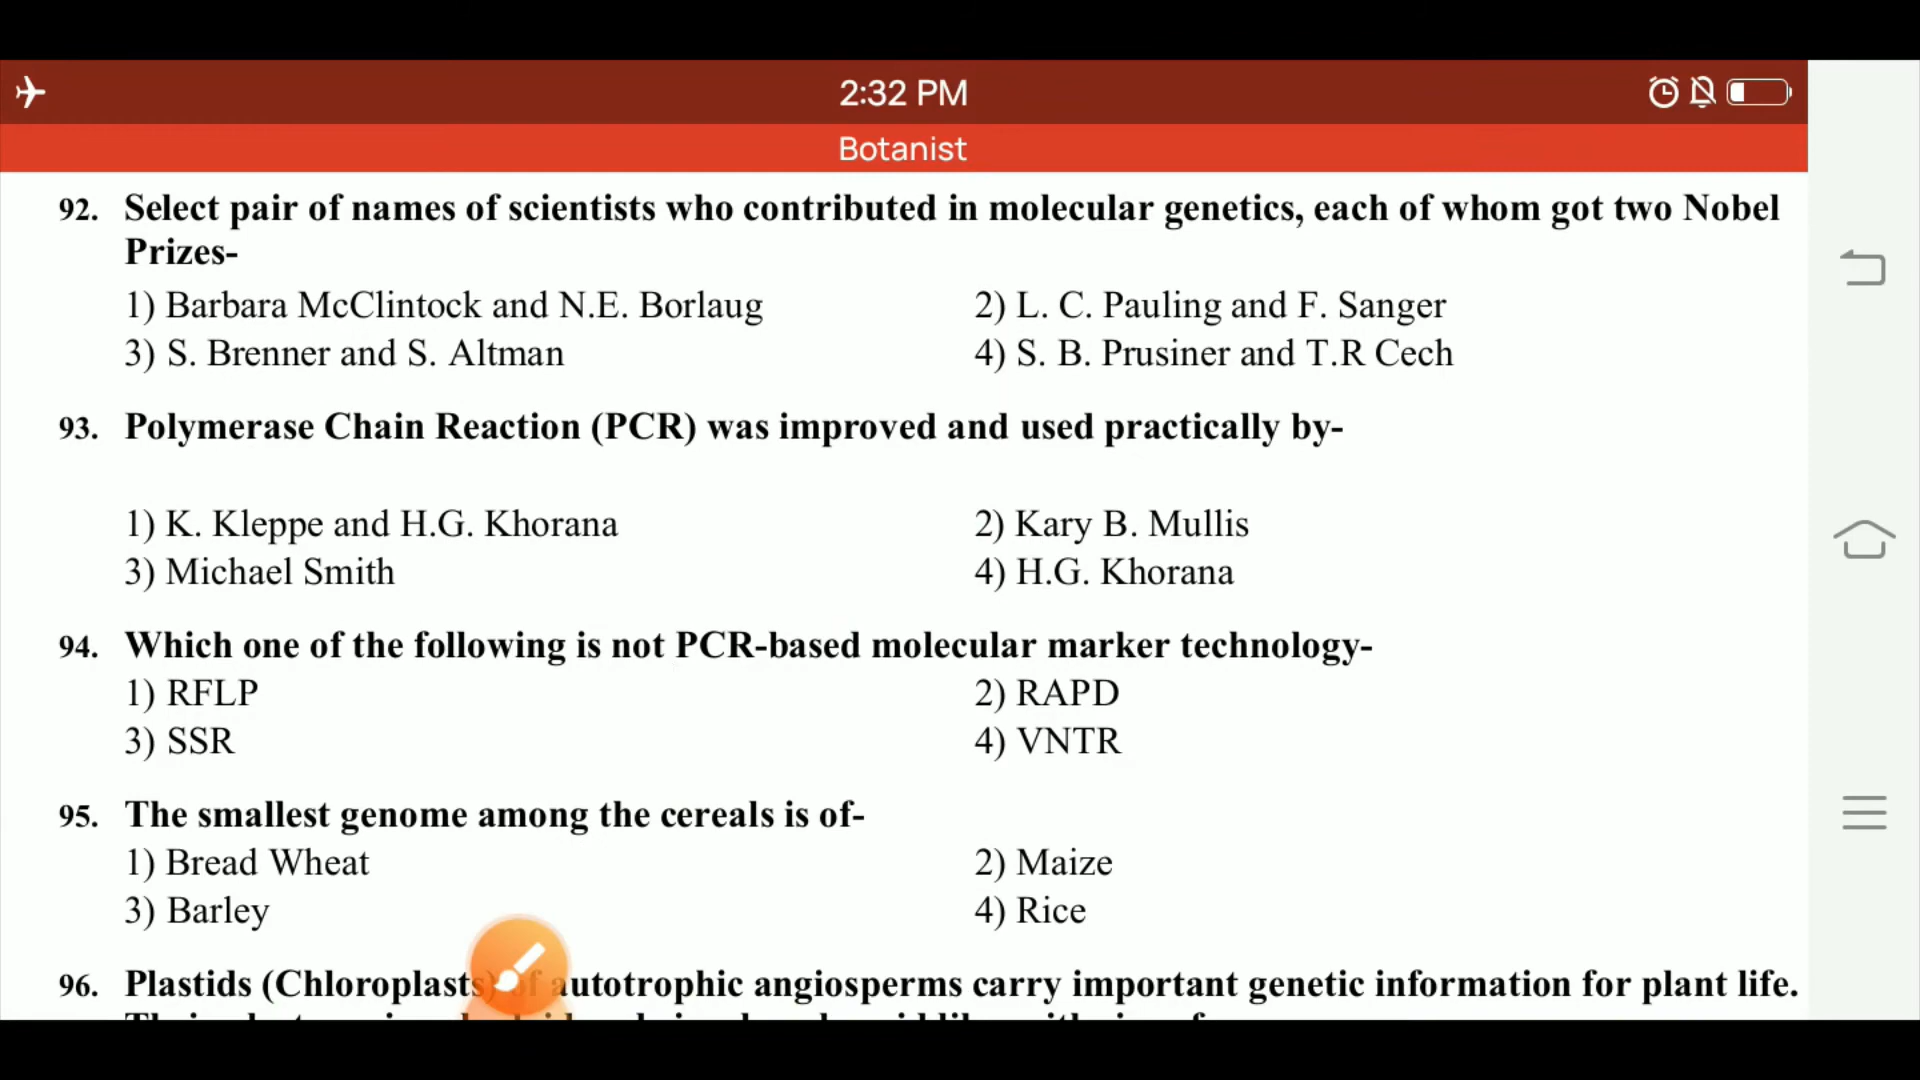 2:32 PM
Botanist
92. Select pair of names of scientists who contributed in molecular genetics, each of whom got two Nobel
Prizes-
1) Barbara McClintock and N.E. Borlaug 2) L. C. Pauling and F. Sanger
3) S. Brenner and S. Altman 4) S. B. Prusiner and T.R Cech
93. Polymerase Chain Reaction (PCR) was improved and used practically by-
1) K. Kleppe and H.G. Khorana 2) Kary B. Mullis
3) Michael Smith 4) H.G. Khorana
94. Which one of the following is not PCR-based molecular marker technology-
1) RFLP 2) RAPD
3) SSR 4) VNTR
95. The smallest genome among the cereals is of-
1) Bread Wheat 2) Maize
3) Barley 4) Rice
96. Plastids (Chloroplasts) of autotrophic angiosperms carry important genetic information for plant life.